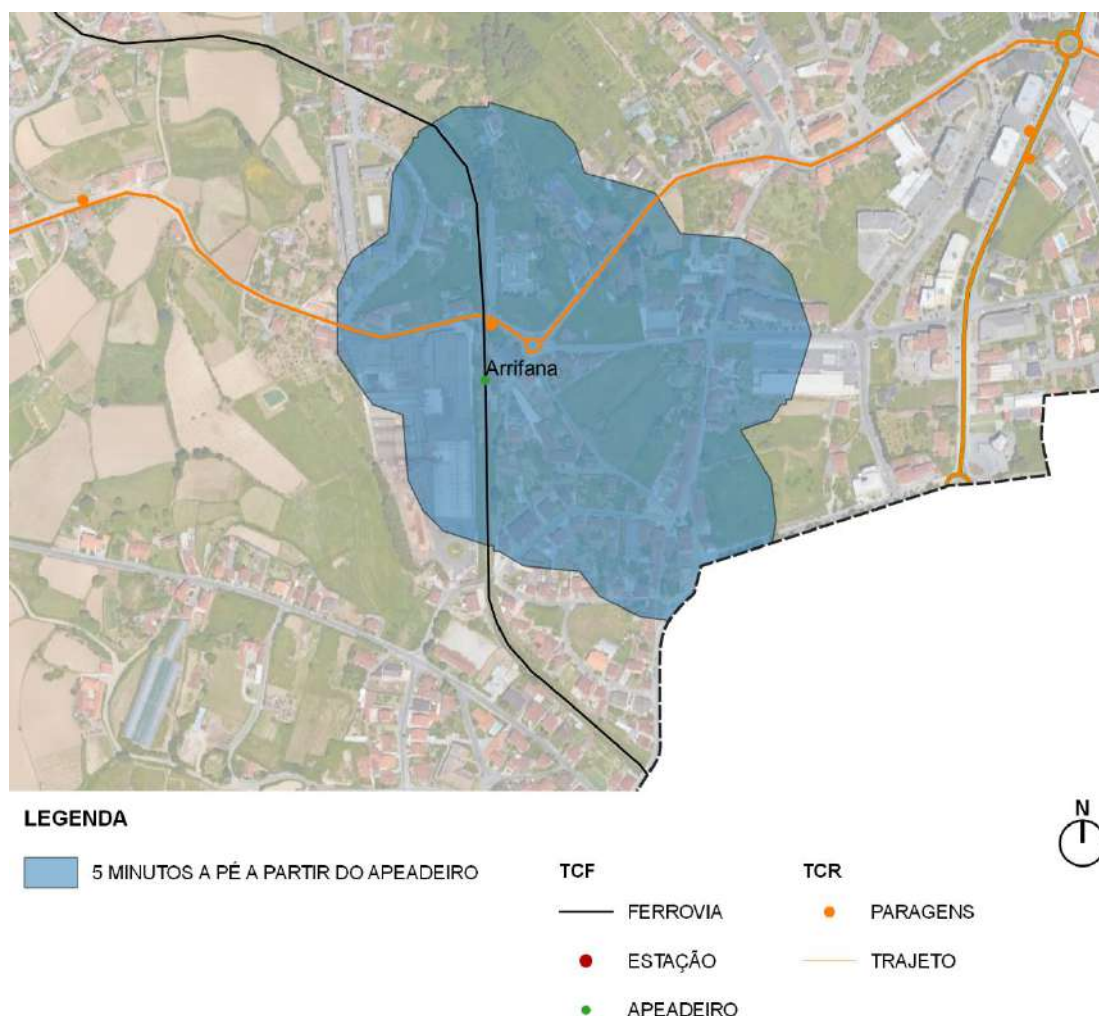 Arrifana
LEGENDA
N
5 MINUTOS A PÉ A PARTIR DO APEADEIRO
TCF
TCR
FERROVIA
PARAGENS
ESTAÇÃO
TRAJETO
APEADEIRO